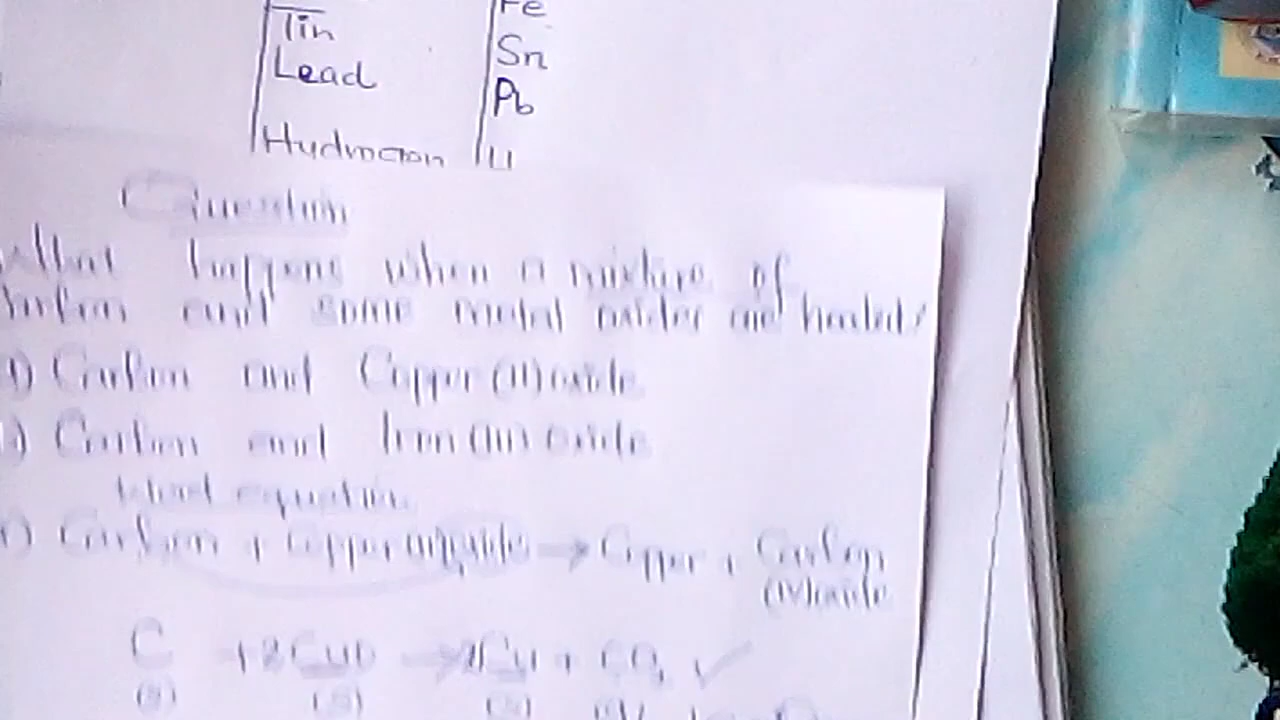 Fe
Tin Sn
Lead Pb
Hydrogen H
Question
What happens when a mixture of
Carbon and some metal oxides are heated?
1) Carbon and Copper (II) oxide
Carbon and Iron (III) oxide
Word equation
Carbon + Copper (II) oxide → Copper + Carbon
(IV) oxide
C + 2CuO → 2Cu + CO₂ ✓
(s) (s) (s)